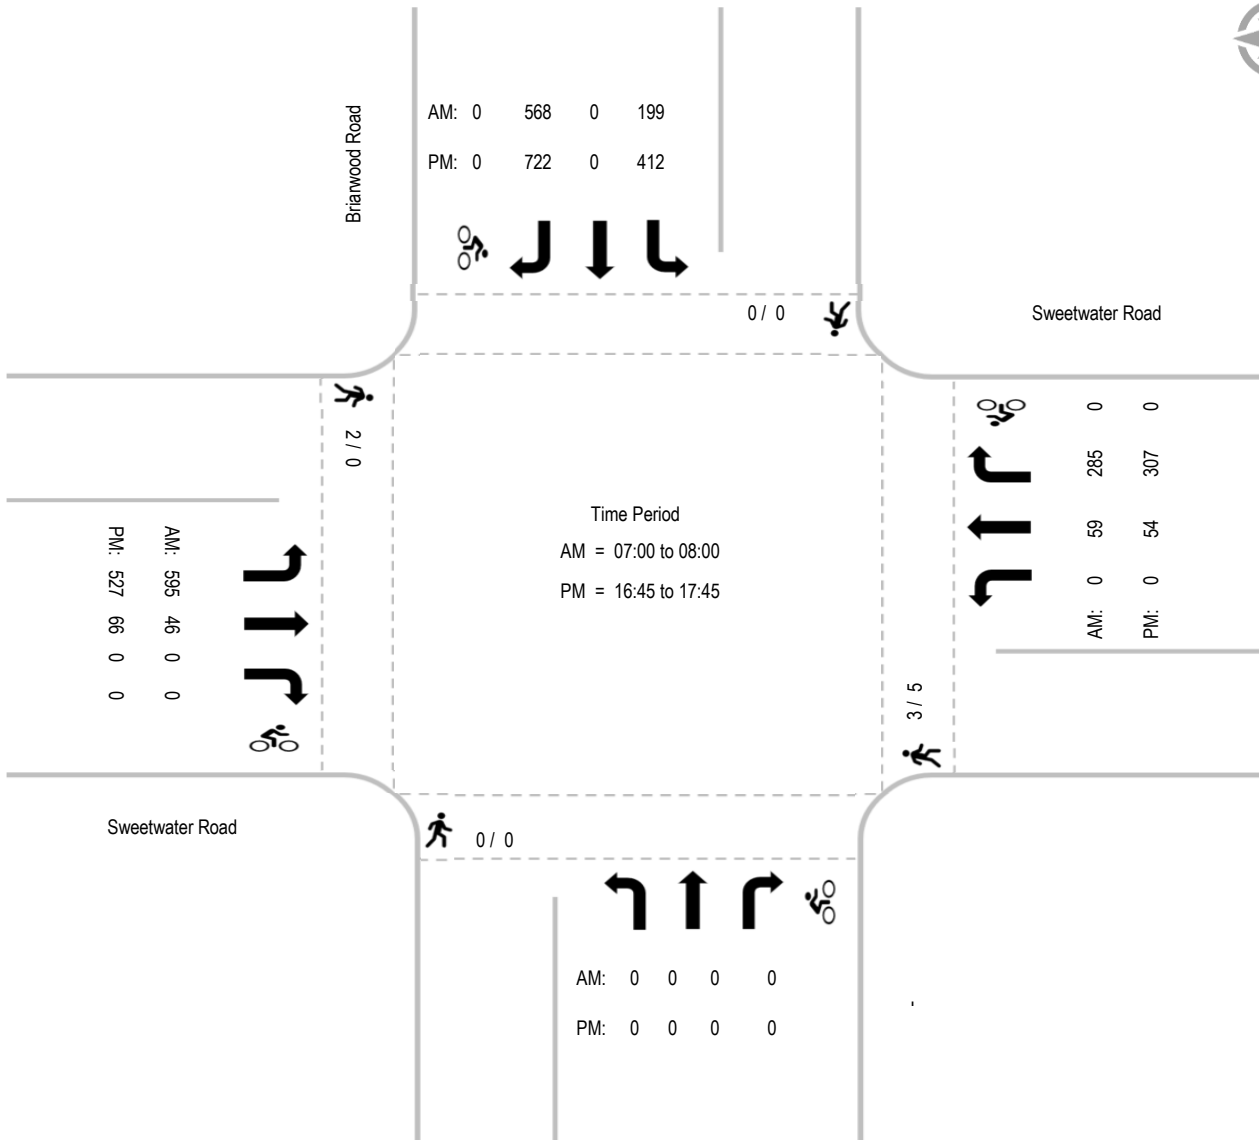 Briarwood Road
AM: 0 568 0 199
PM: 0 722 0 412
0 / 0
Sweetwater Road
2 / 0
0 0
285 307
59 54
0 0
AM: PM:
Time Period
AM = 07:00 to 08:00
PM = 16:45 to 17:45
AM: 595 46 0 0
PM: 527 66 0 0
3 / 5
Sweetwater Road
0 / 0
AM: 0 0 0 0
PM: 0 0 0 0
-